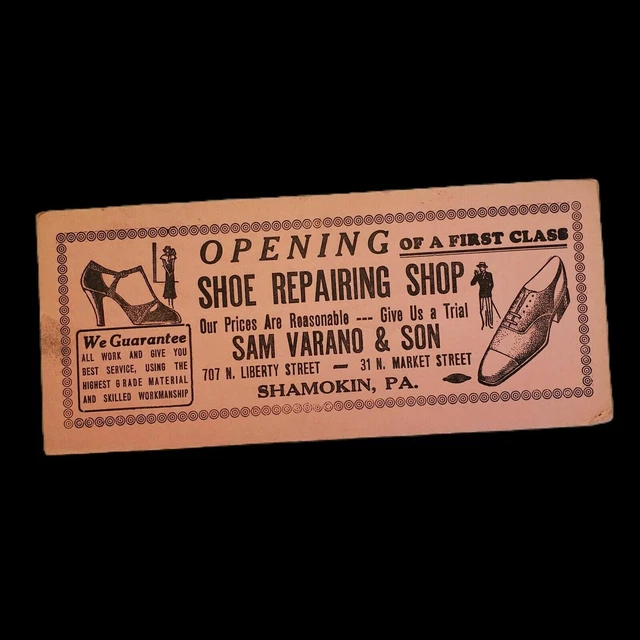 OPENING OF A FIRST CLASS
SHOE REPAIRING SHOP
Our Prices Are Reasonable --- Give Us a Trial
SAM VARANO & SON
707 N. LIBERTY STREET — 31 N. MARKET STREET
SHAMOKIN, PA.
We Guarantee
ALL WORK AND GIVE YOU
BEST SERVICE, USING THE
HIGHEST GRADE MATERIAL
AND SKILLED WORKMANSHIP